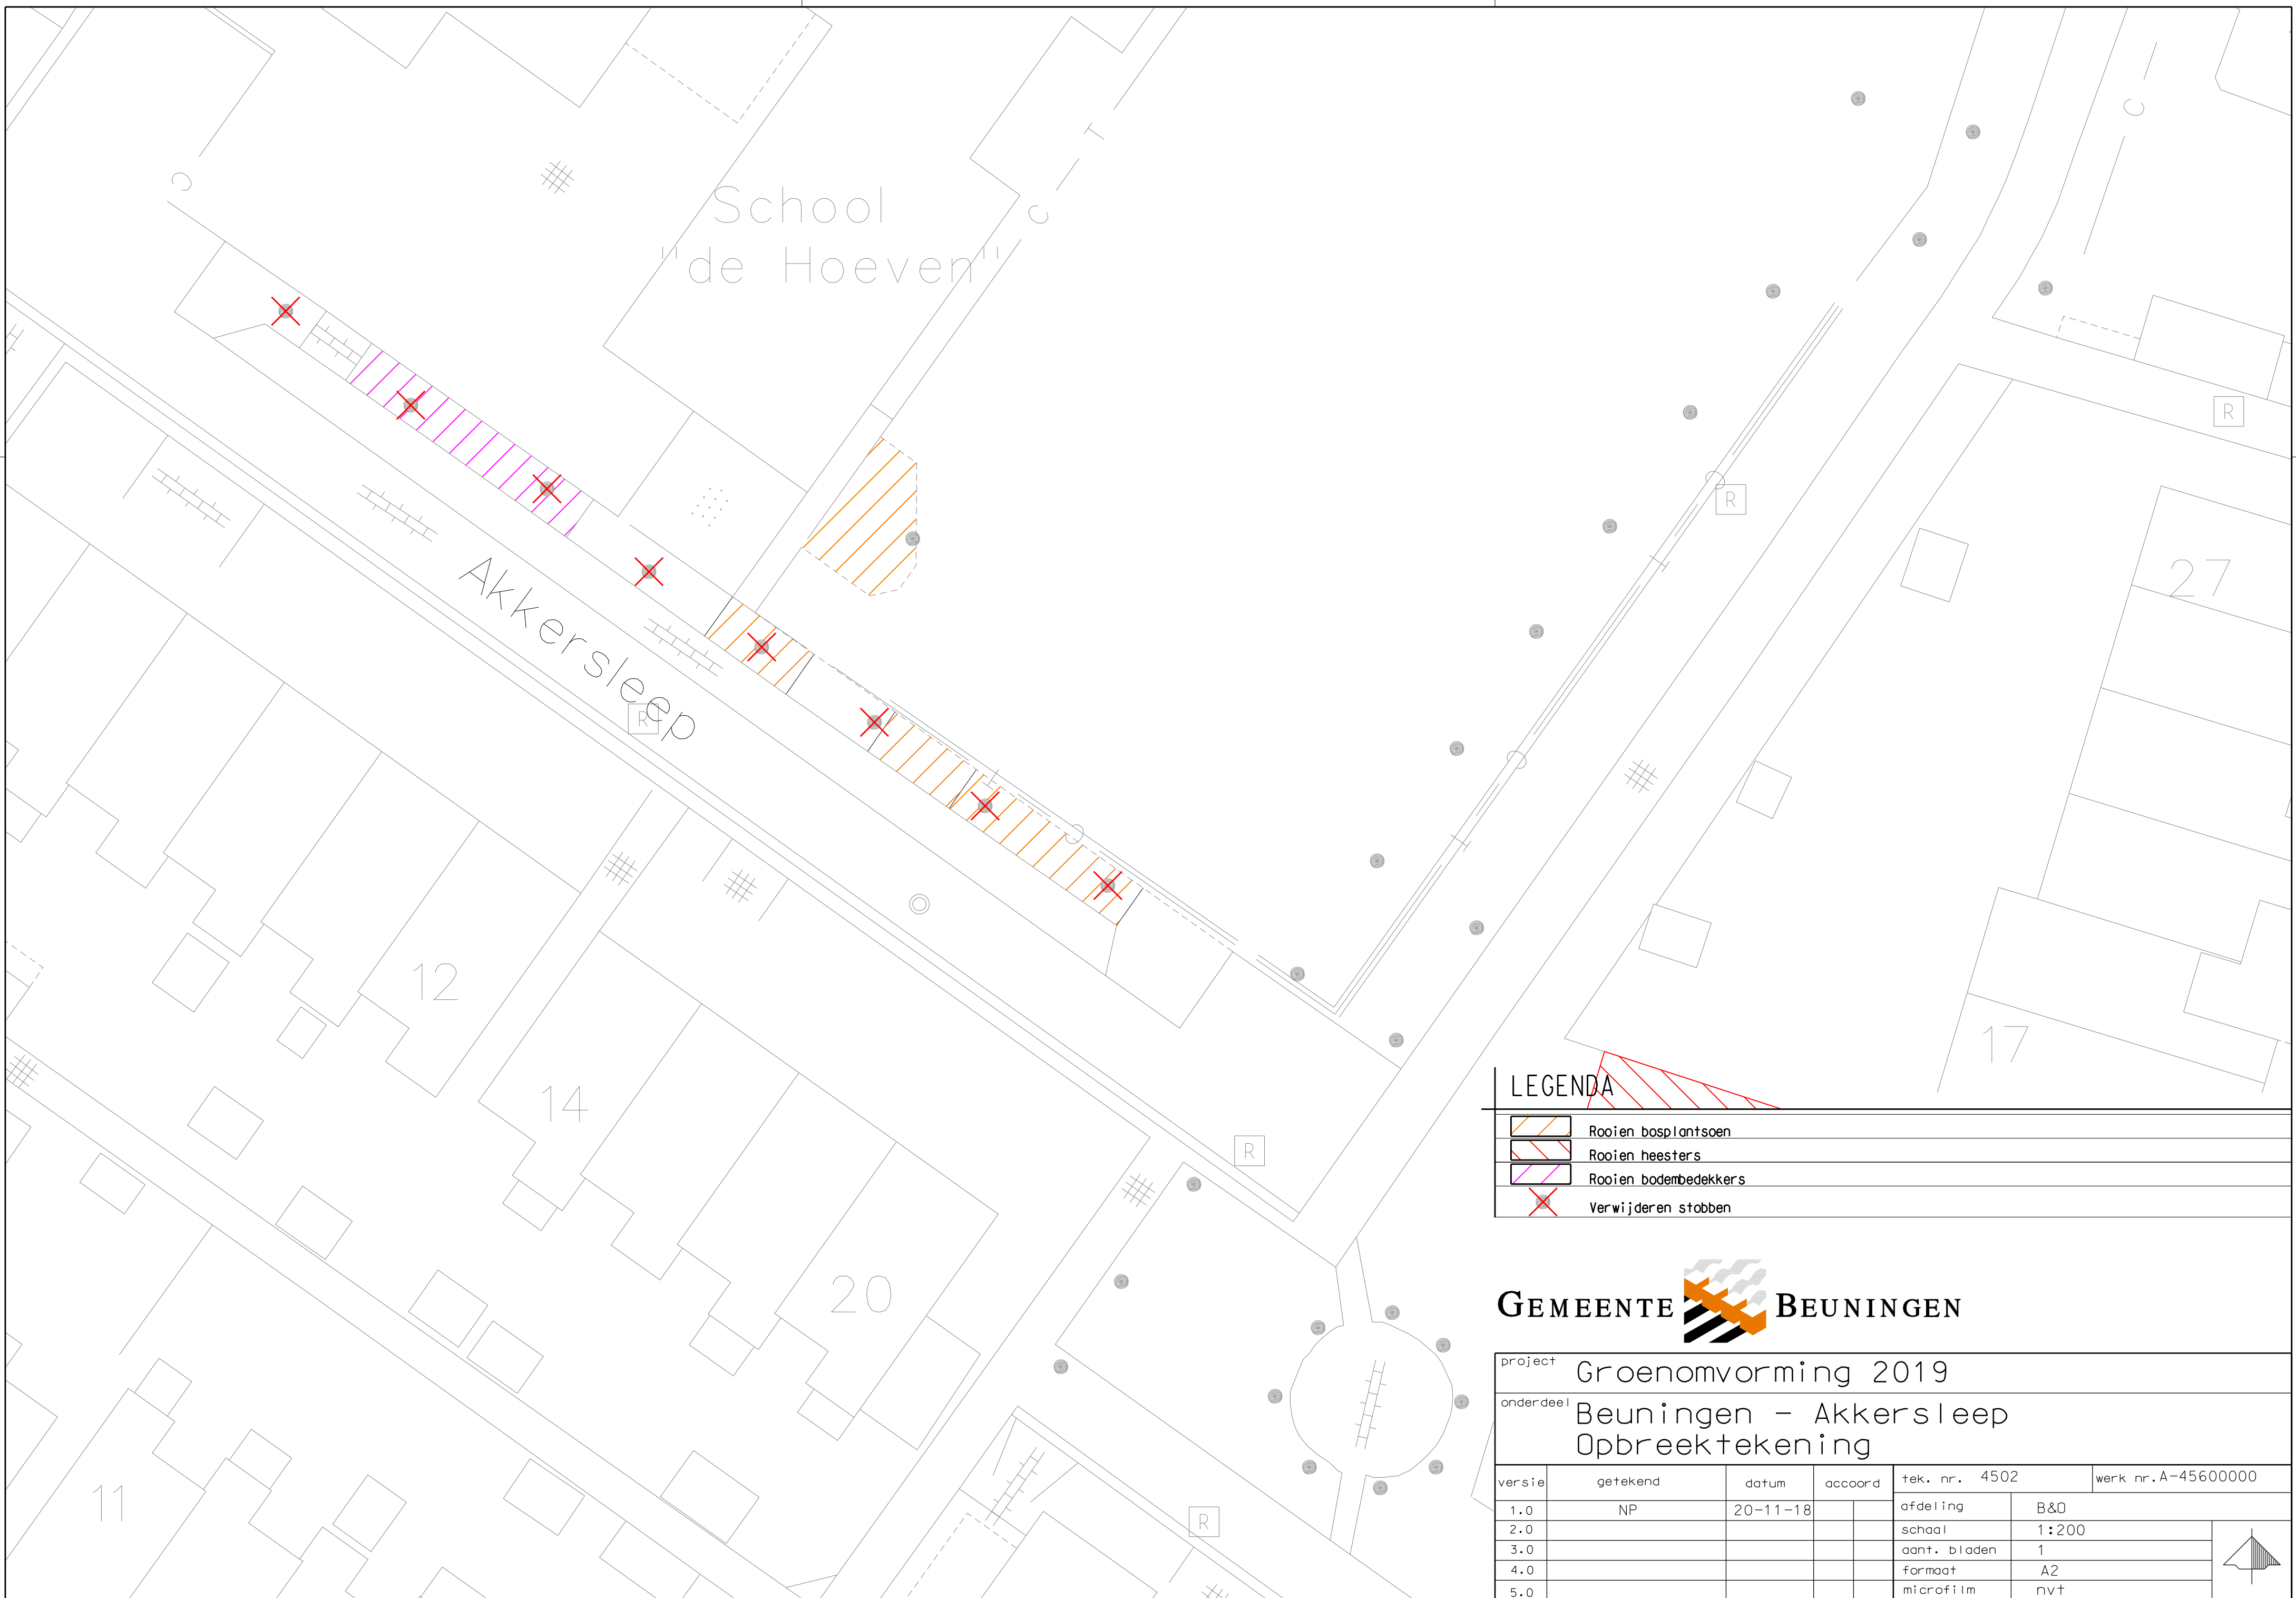 School
"de Hoeven"
C
T
C
C
R
R
27
Akkersleep
R
12
14
17
R
20
11
R
LEGENDA
Rooien bosplantsoen
Rooien heesters
Rooien bodembedekkers
Verwijderen stobben
GEMEENTE BEUNINGEN
project Groenomvorming 2019
onderdeel Beuningen - Akkersleep
Opbreektekening
versie getekend datum accoord tek. nr. 4502 werk nr. A-45600000
1.0 NP 20-11-18 afdeling B&O
2.0 schaal 1:200
3.0 aant. bladen 1
4.0 formaat A2
5.0 microfilm nvt